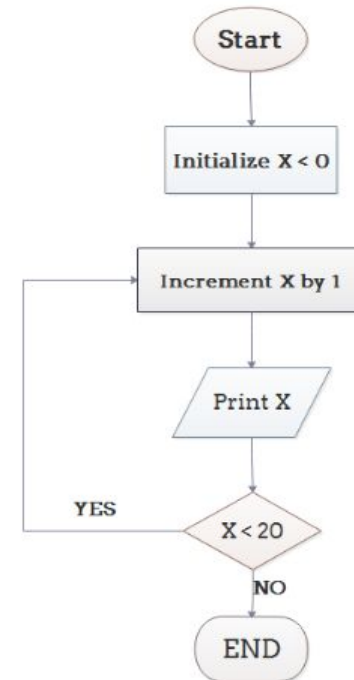 Start
Initialize X < 0
Increment X by 1
Print X
YES
X < 20
NO
END